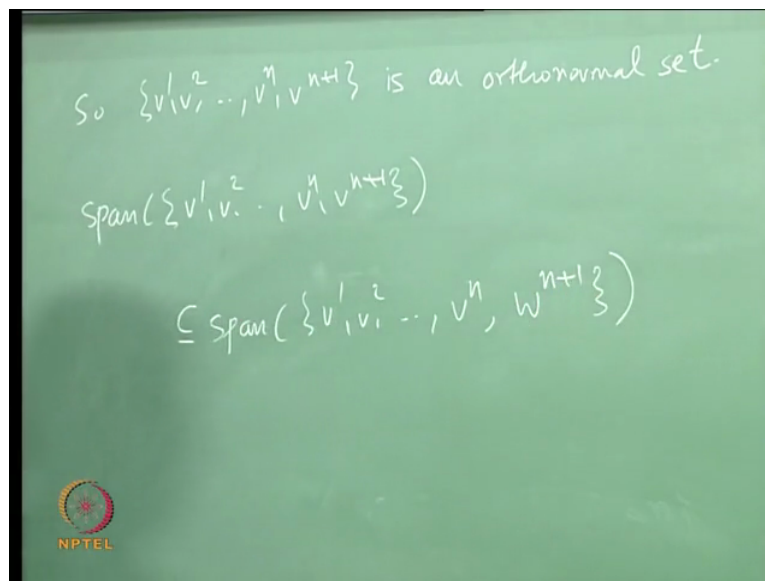 So {v¹, v², .., vⁿ, vⁿ⁺¹} is an orthonormal set.
span({v¹, v², .., vⁿ, vⁿ⁺¹})
⊆ span({v¹, v², .., vⁿ, wⁿ⁺¹})
NPTEL